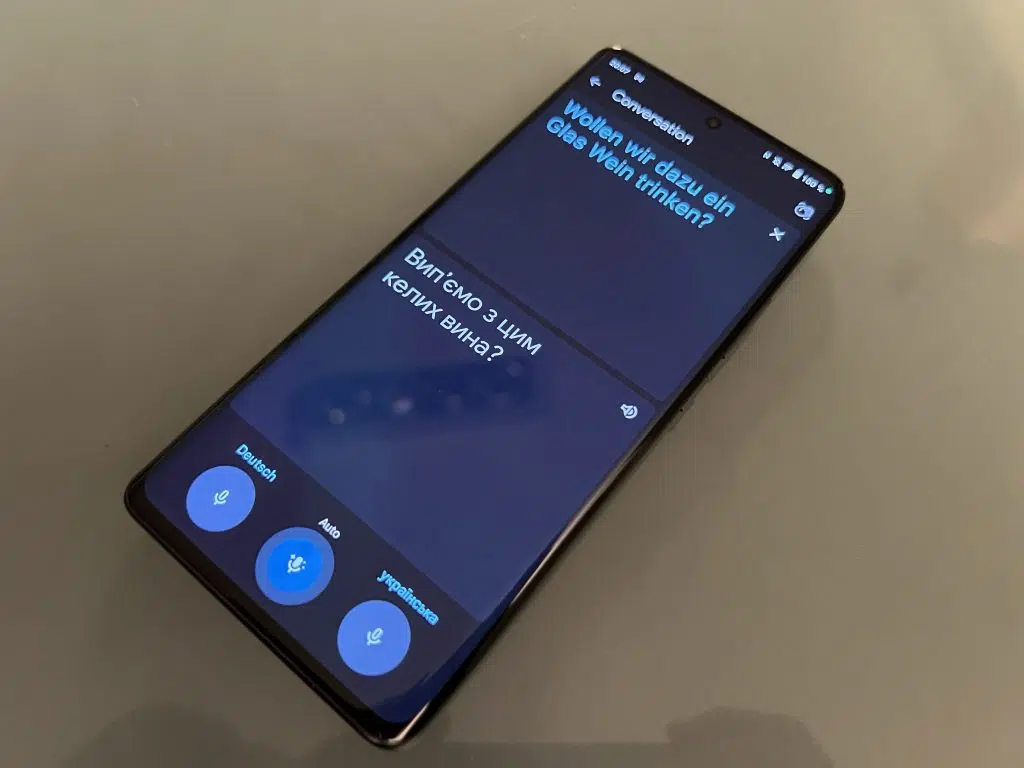 Conversation
Wollen wir dazu ein
Glas Wein trinken?
Вип'ємо з цим
келих вина?
Deutsch
Auto
українська